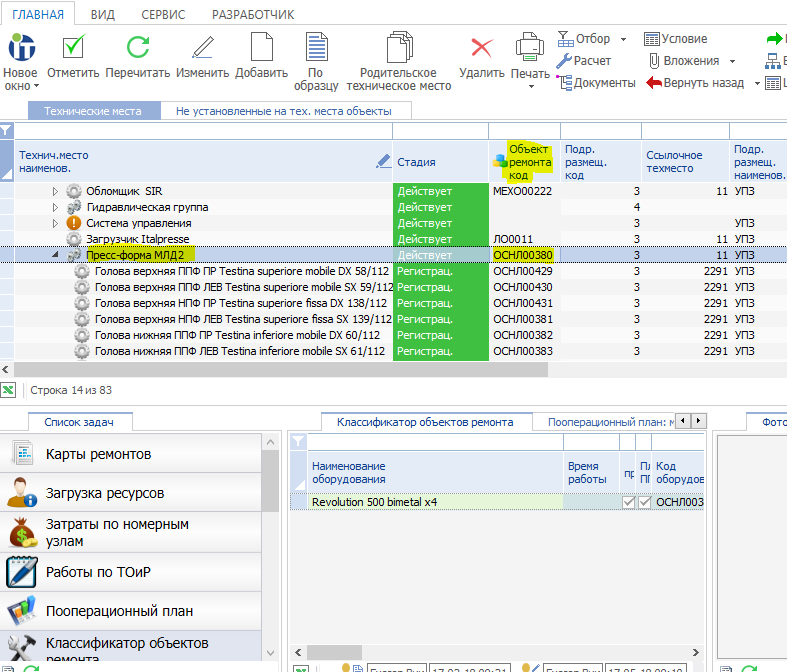 ГЛАВНАЯ ВИД СЕРВИС РАЗРАБОТЧИК
Новое окно
Отметить
Перечитать
Изменить
Добавить
По образцу
Родительское техническое место
Удалить
Печать
Отбор
Расчет
Документы
Условие
Вложения
Вернуть назад
Технические места Не установленные на тех. места объекты
Технич.место наименов.
Стадия
Объект ремонта код
Подр. размещ. код
Ссылочное техместо
Подр. размещ. наименов.
Обломщик SIR Действует МЕХО00222 3 11 УПЗ
Гидравлическая группа Действует 4
Система управления Действует 3 УПЗ
Загрузчик Italpresse Действует ЛО0011 3 11 УПЗ
Пресс-форма МЛД2 Действует ОСНЛ00380 3 11 УПЗ
Голова верхняя ППФ ПР Testina superiore mobile DX 58/112 Регистрац. ОСНЛ00429 3 2291 УПЗ
Голова верхняя ППФ ЛЕВ Testina superiore mobile SX 59/112 Регистрац. ОСНЛ00430 3 2291 УПЗ
Голова верхняя НПФ ПР Testina superiore fissa DX 138/112 Регистрац. ОСНЛ00431 3 2291 УПЗ
Голова верхняя НПФ ЛЕВ Testina superiore fissa SX 139/112 Регистрац. ОСНЛ00381 3 2291 УПЗ
Голова нижняя ППФ ПР Testina inferiore mobile DX 60/112 Регистрац. ОСНЛ00382 3 2291 УПЗ
Голова нижняя ППФ ЛЕВ Testina inferiore mobile SX 61/112 Регистрац. ОСНЛ00383 3 2291 УПЗ
Строка 14 из 83
Список задач
Карты ремонтов
Загрузка ресурсов
Затраты по номерным
узлам
Работы по ТОиР
Пооперационный план
Классификатор объектов
ремонта
Классификатор объектов ремонта Пооперационный план: м Фото
Наименование оборудования
Время работы
пр
Пл ПГ
Код оборудов
Revolution 500 bimetal x4 ОСНЛ003